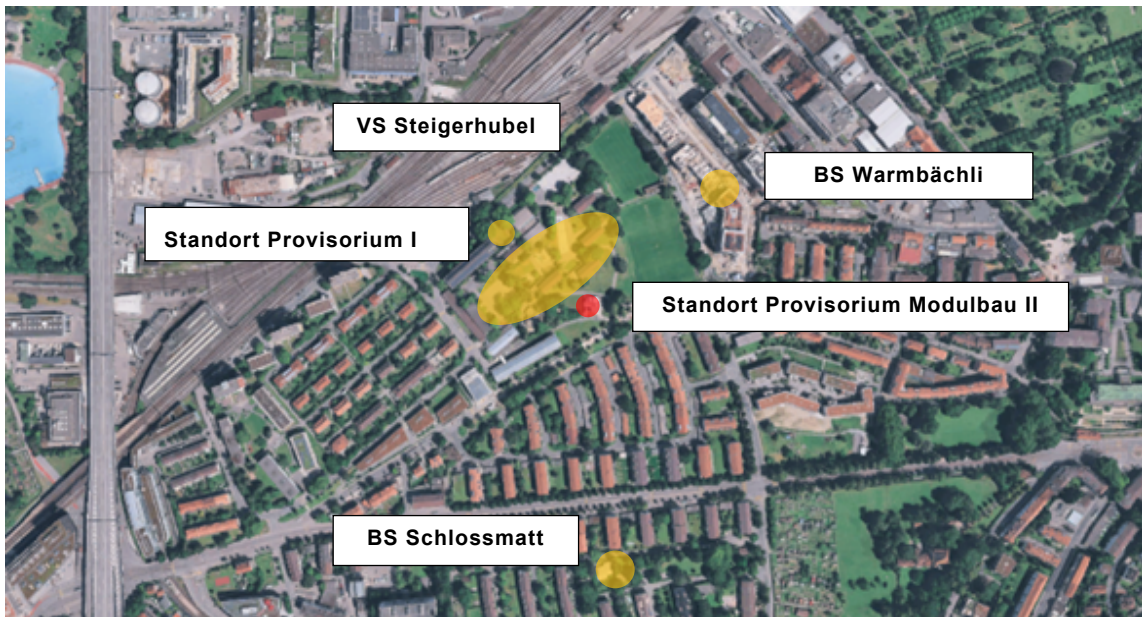 VS Steigerhubel
BS Warmbächli
Standort Provisorium I
Standort Provisorium Modulbau II
BS Schlossmatt